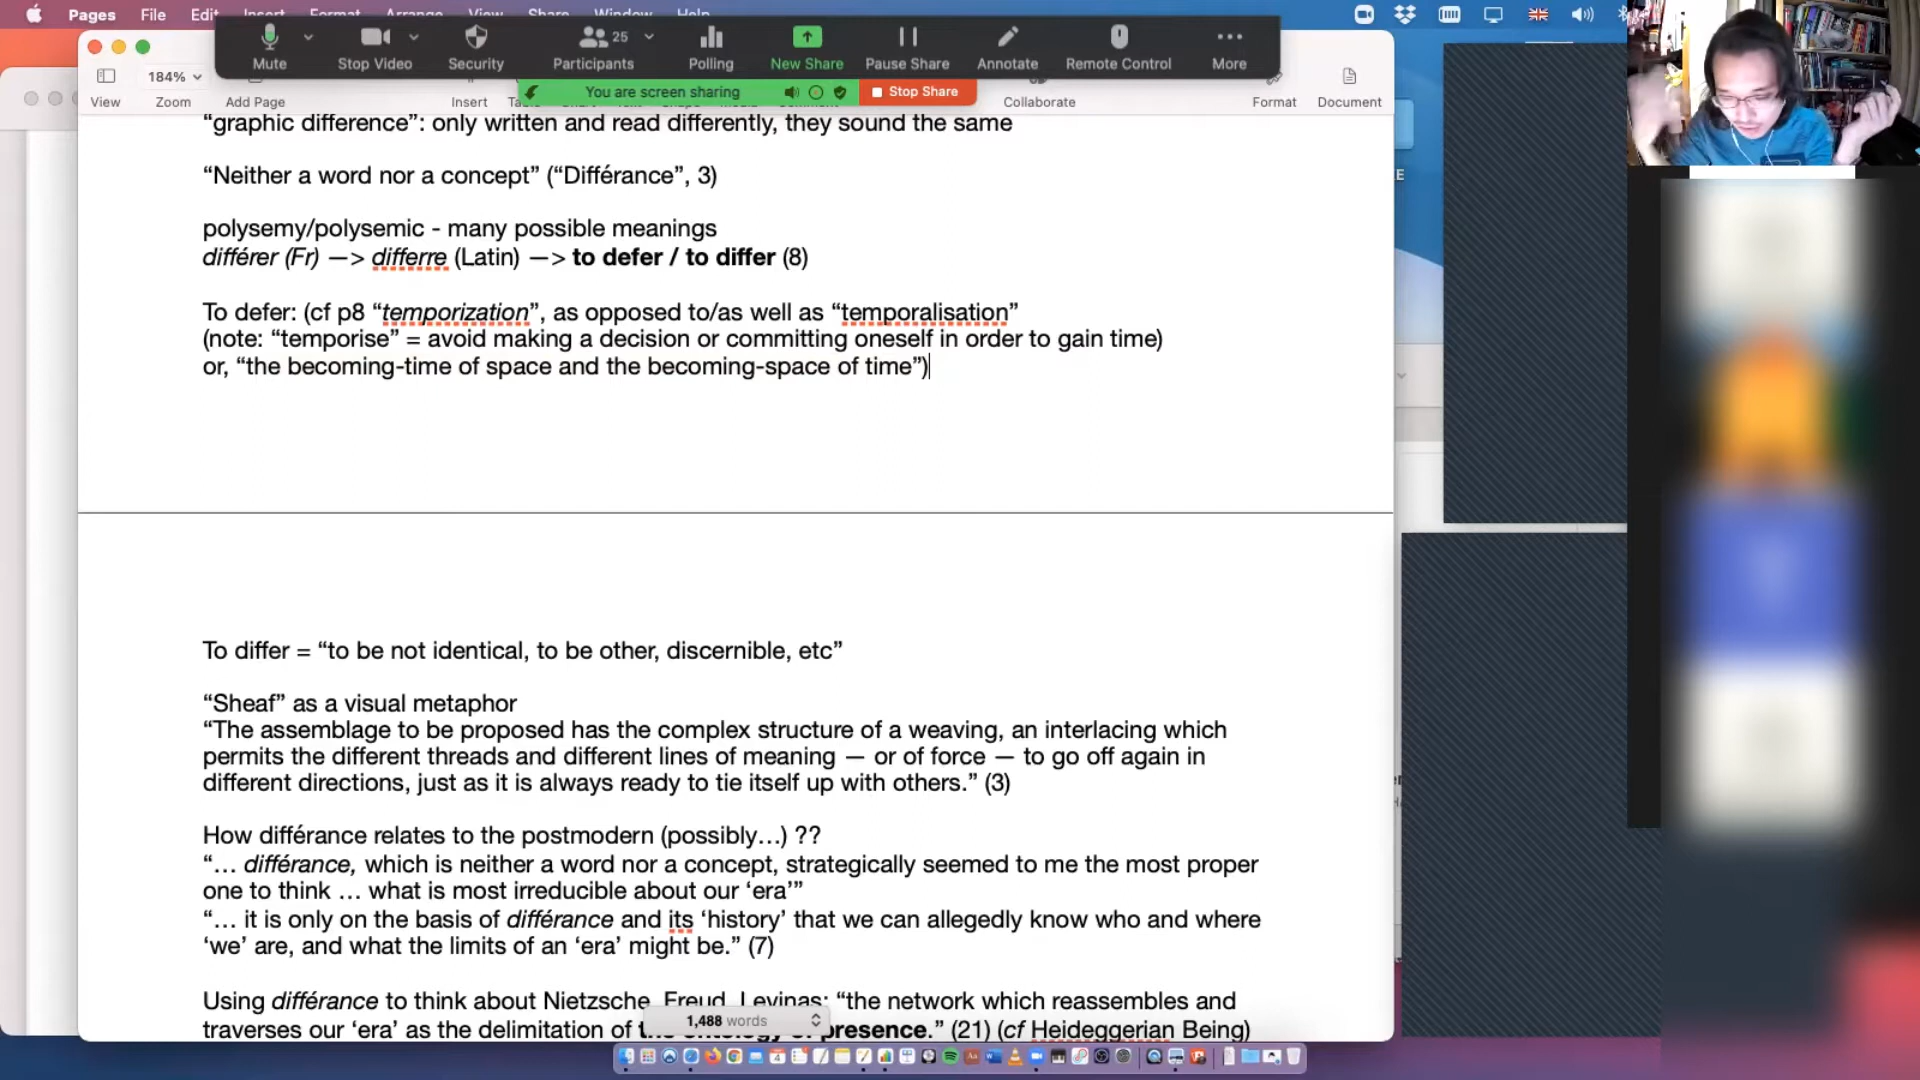 Pages File Edit Insert Format Arrange View Share Window Help
25
Mute Stop Video Security Participants Polling New Share Pause Share Annotate Remote Control More
184%
You are screen sharing Stop Share
View Zoom Add Page Insert Collaborate Format Document
“graphic difference”: only written and read differently, they sound the same
“Neither a word nor a concept” (“Différance”, 3)
polysemy/polysemic - many possible meanings
différer (Fr) —> differre (Latin) —> to defer / to differ (8)
To defer: (cf p8 “temporization”, as opposed to/as well as “temporalisation”
(note: “temporise” = avoid making a decision or committing oneself in order to gain time)
or, “the becoming-time of space and the becoming-space of time”)
To differ = “to be not identical, to be other, discernible, etc”
“Sheaf” as a visual metaphor
“The assemblage to be proposed has the complex structure of a weaving, an interlacing which
permits the different threads and different lines of meaning — or of force — to go off again in
different directions, just as it is always ready to tie itself up with others.” (3)
How différance relates to the postmodern (possibly…) ??
“… différance, which is neither a word nor a concept, strategically seemed to me the most proper
one to think … what is most irreducible about our ‘era’”
“… it is only on the basis of différance and its ‘history’ that we can allegedly know who and where
‘we’ are, and what the limits of an ‘era’ might be.” (7)
Using différance to think about Nietzsche, Freud, Levinas: “the network which reassembles and
traverses our ‘era’ as the delimitation of the ontology of presence.” (21) (cf Heideggerian Being)
1,488 words